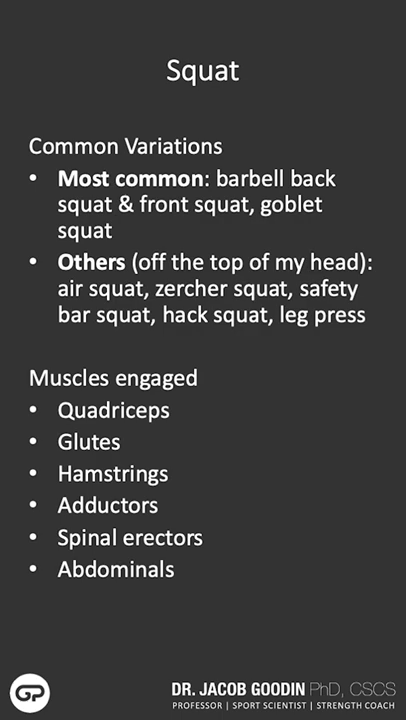 Squat
Common Variations
• Most common: barbell back
squat & front squat, goblet
squat
• Others (off the top of my head):
air squat, zercher squat, safety
bar squat, hack squat, leg press
Muscles engaged
• Quadriceps
• Glutes
• Hamstrings
• Adductors
• Spinal erectors
• Abdominals
GP
DR. JACOB GOODIN PhD, CSCS
PROFESSOR | SPORT SCIENTIST | STRENGTH COACH